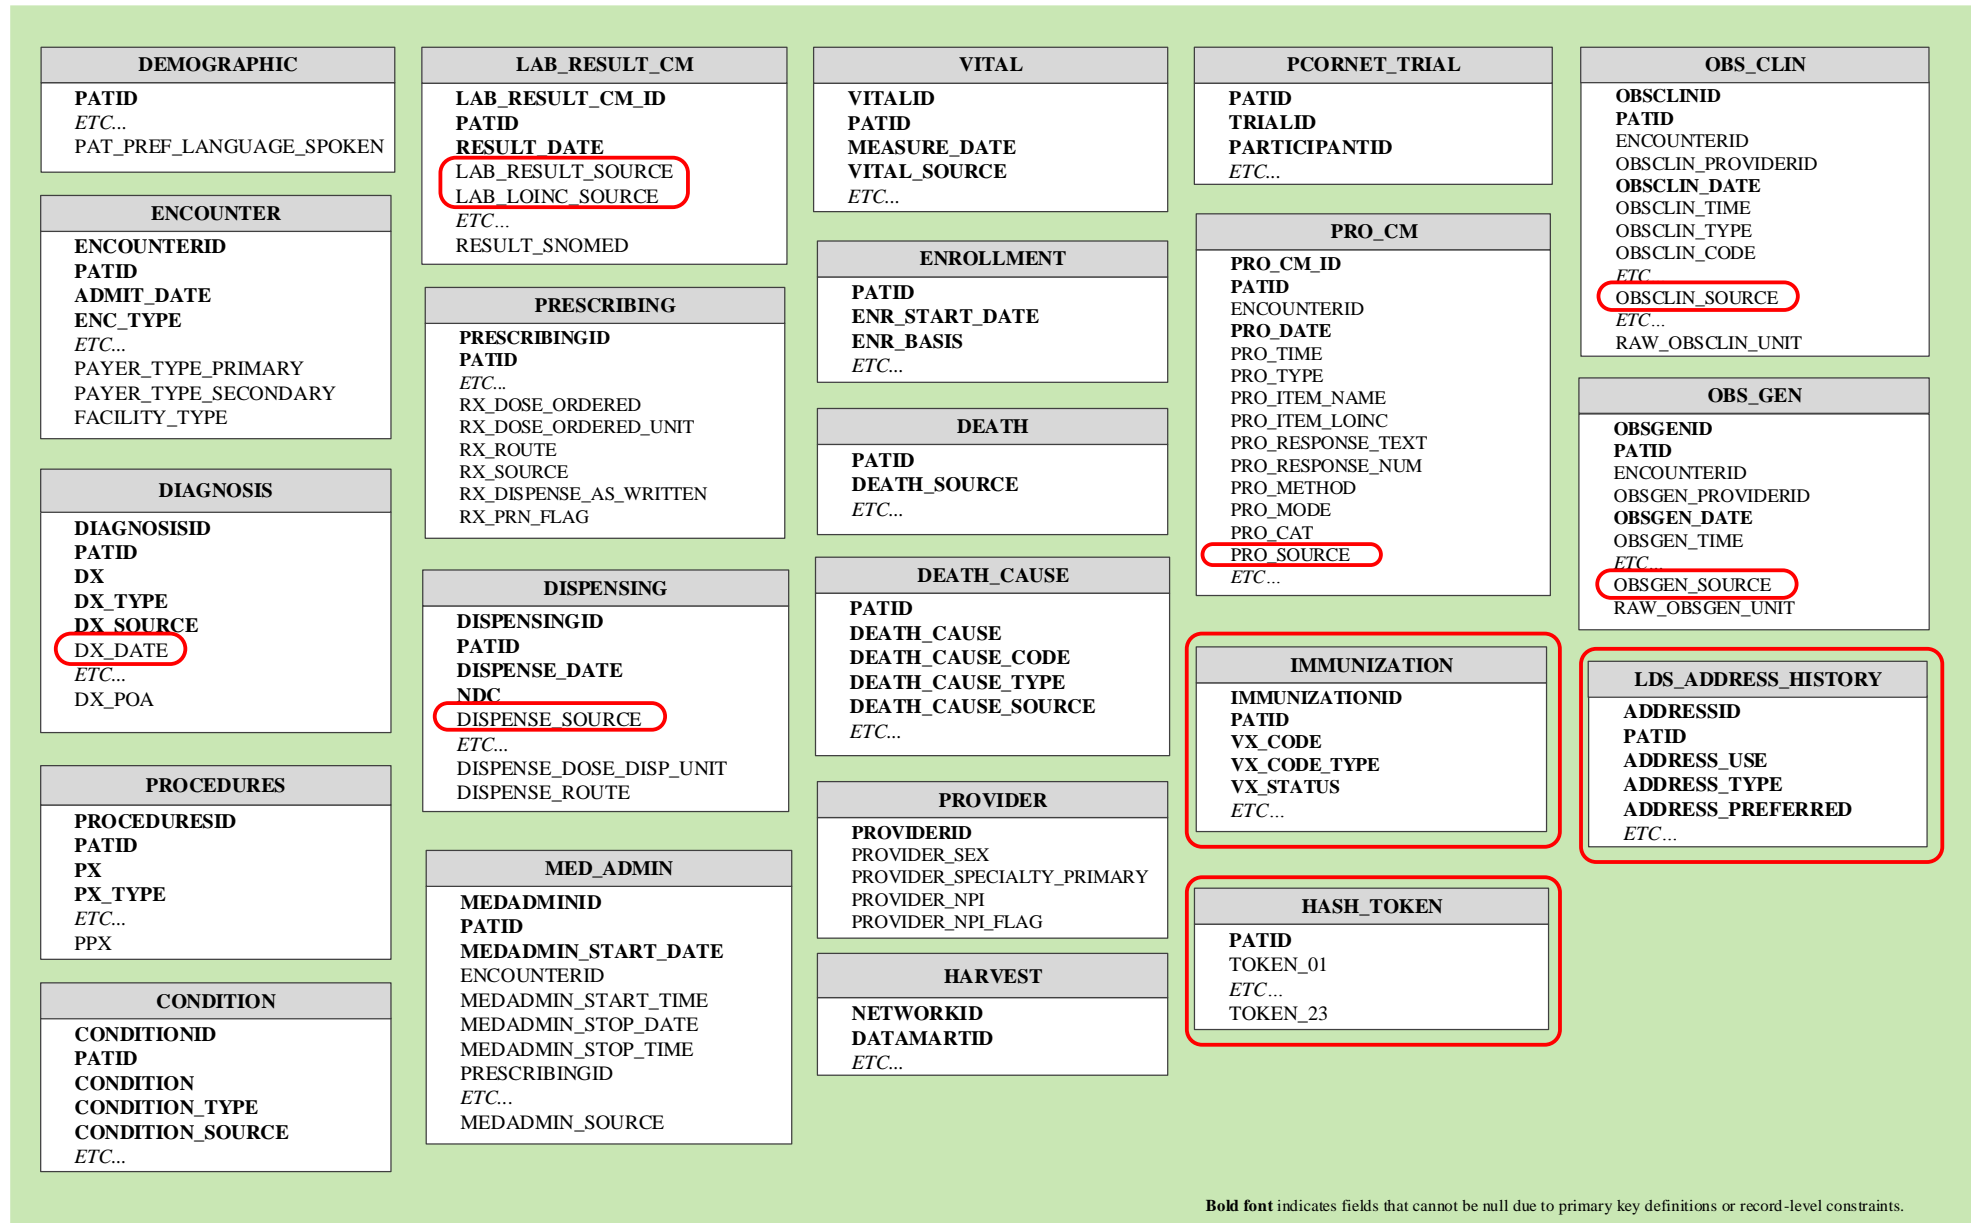 DEMOGRAPHIC
PATID
ETC...
PAT_PREF_LANGUAGE_SPOKEN
ENCOUNTER
ENCOUNTERID
PATID
ADMIT_DATE
ENC_TYPE
ETC...
PAYER_TYPE_PRIMARY
PAYER_TYPE_SECONDARY
FACILITY_TYPE
DIAGNOSIS
DIAGNOSISID
PATID
DX
DX_TYPE
DX_SOURCE
DX_DATE
ETC...
DX_POA
PROCEDURES
PROCEDURESID
PATID
PX
PX_TYPE
ETC...
PPX
CONDITION
CONDITIONID
PATID
CONDITION
CONDITION_TYPE
CONDITION_SOURCE
ETC...
LAB_RESULT_CM
LAB_RESULT_CM_ID
PATID
RESULT_DATE
LAB_RESULT_SOURCE
LAB_LOINC_SOURCE
ETC...
RESULT_SNOMED
PRESCRIBING
PRESCRIBINGID
PATID
ETC...
RX_DOSE_ORDERED
RX_DOSE_ORDERED_UNIT
RX_ROUTE
RX_SOURCE
RX_DISPENSE_AS_WRITTEN
RX_PRN_FLAG
DISPENSING
DISPENSINGID
PATID
DISPENSE_DATE
NDC
DISPENSE_SOURCE
ETC...
DISPENSE_DOSE_DISP_UNIT
DISPENSE_ROUTE
MED_ADMIN
MEDADMINID
PATID
MEDADMIN_START_DATE
ENCOUNTERID
MEDADMIN_START_TIME
MEDADMIN_STOP_DATE
MEDADMIN_STOP_TIME
PRESCRIBINGID
ETC...
MEDADMIN_SOURCE
VITAL
VITALID
PATID
MEASURE_DATE
VITAL_SOURCE
ETC...
ENROLLMENT
PATID
ENR_START_DATE
ENR_BASIS
ETC...
DEATH
PATID
DEATH_SOURCE
ETC...
DEATH_CAUSE
PATID
DEATH_CAUSE
DEATH_CAUSE_CODE
DEATH_CAUSE_TYPE
DEATH_CAUSE_SOURCE
ETC...
PROVIDER
PROVIDERID
PROVIDER_SEX
PROVIDER_SPECIALTY_PRIMARY
PROVIDER_NPI
PROVIDER_NPI_FLAG
HARVEST
NETWORKID
DATAMARTID
ETC...
PCORNET_TRIAL
PATID
TRIALID
PARTICIPANTID
ETC...
PRO_CM
PRO_CM_ID
PATID
ENCOUNTERID
PRO_DATE
PRO_TIME
PRO_TYPE
PRO_ITEM_NAME
PRO_ITEM_LOINC
PRO_RESPONSE_TEXT
PRO_RESPONSE_NUM
PRO_METHOD
PRO_MODE
PRO_CAT
PRO_SOURCE
ETC...
IMMUNIZATION
IMMUNIZATIONID
PATID
VX_CODE
VX_CODE_TYPE
VX_STATUS
ETC...
HASH_TOKEN
PATID
TOKEN_01
ETC...
TOKEN_23
OBS_CLIN
OBSCLINID
PATID
ENCOUNTERID
OBSCLIN_PROVIDERID
OBSCLIN_DATE
OBSCLIN_TIME
OBSCLIN_TYPE
OBSCLIN_CODE
ETC...
OBSCLIN_SOURCE
ETC...
RAW_OBSCLIN_UNIT
OBS_GEN
OBSGENID
PATID
ENCOUNTERID
OBSGEN_PROVIDERID
OBSGEN_DATE
OBSGEN_TIME
ETC...
OBSGEN_SOURCE
RAW_OBSGEN_UNIT
LDS_ADDRESS_HISTORY
ADDRESSID
PATID
ADDRESS_USE
ADDRESS_TYPE
ADDRESS_PREFERRED
ETC...
Bold font indicates fields that cannot be null due to primary key definitions or record-level constraints.